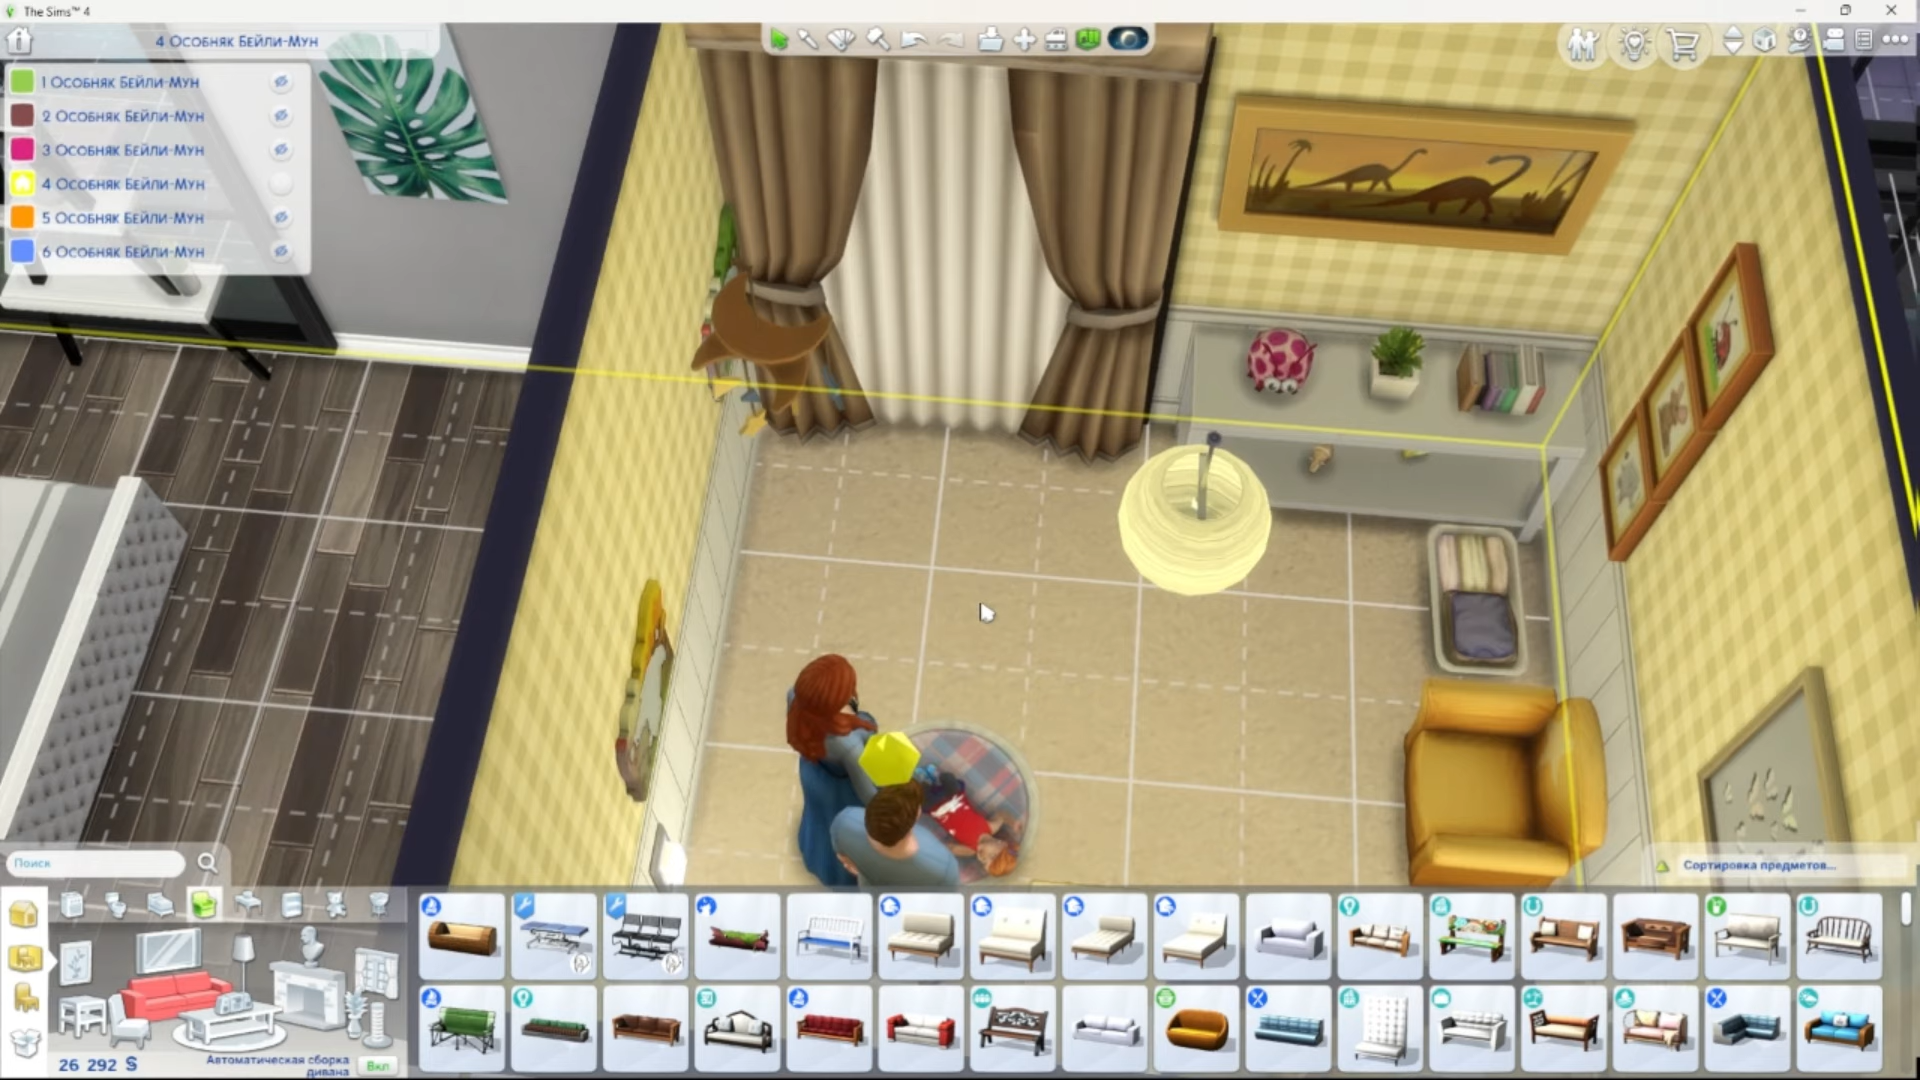 The Sims™ 4
4 Особняк Бейли-Мун
1 Особняк Бейли-Мун
2 Особняк Бейли-Мун
3 Особняк Бейли-Мун
4 Особняк Бейли-Мун
5 Особняк Бейли-Мун
6 Особняк Бейли-Мун
Поиск
Сортировка предметов...
26 292 §
Автоматическая сборка
дивана
Вкл